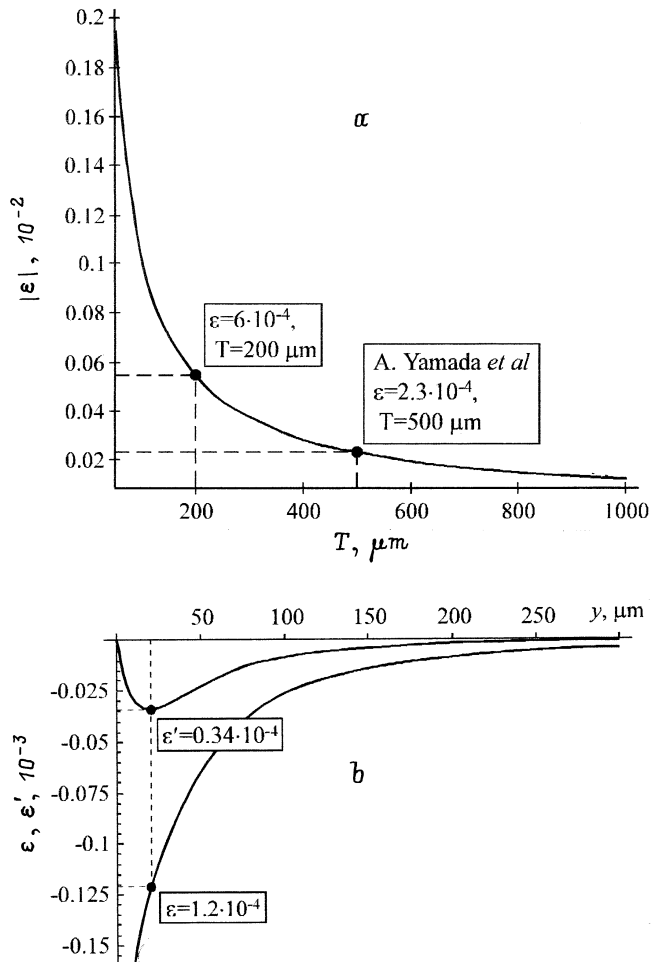 0.2
0.18
0.16
0.14
0.12
0.1
0.08
0.06
0.04
0.02
|ε|, 10⁻²
a
ε=6·10⁻⁴,
T=200 μm
A. Yamada et al
ε=2.3·10⁻⁴,
T=500 μm
200 400 600 800 1000
T, μm
50 100 150 200 250 y, μm
-0.025
-0.05
-0.075
-0.1
-0.125
-0.15
ε, ε', 10⁻³
ε'=0.34·10⁻⁴
b
ε=1.2·10⁻⁴